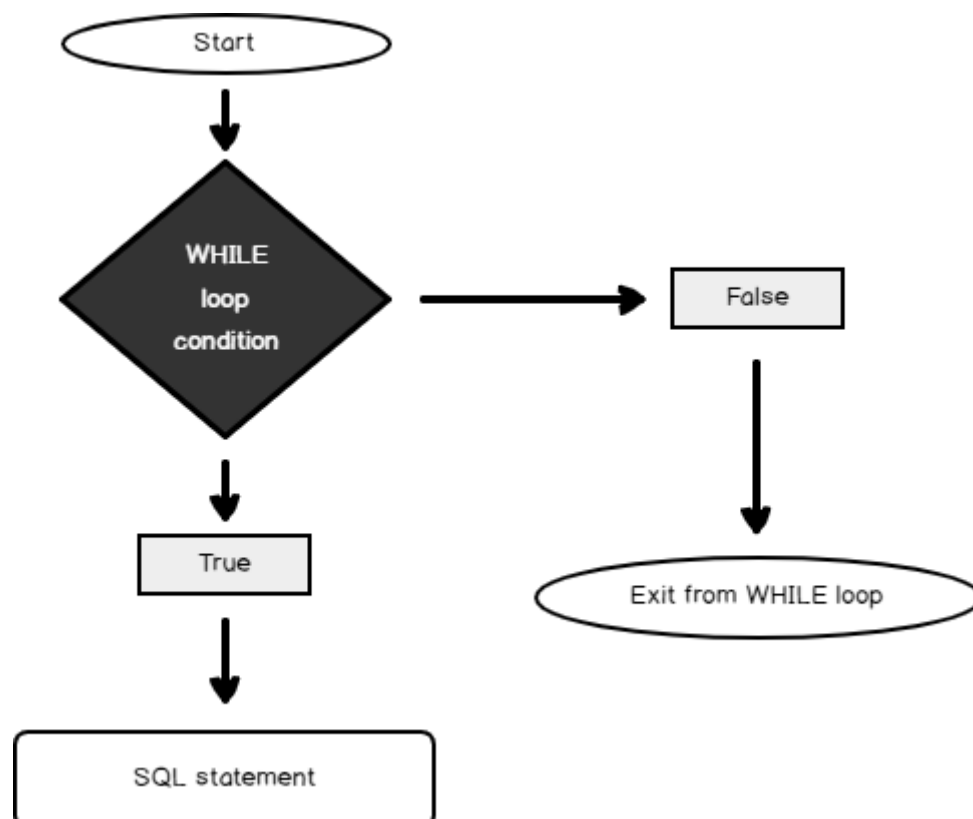 Start
WHILE
loop
condition
False
True
Exit from WHILE loop
SQL statement